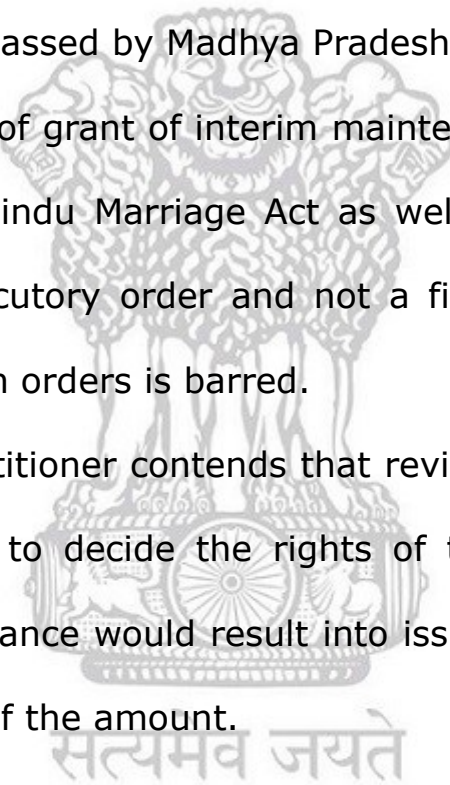 assed by Madhya Pradesh
of grant of interim mainte
indu Marriage Act as wel
cutory order and not a fi
n orders is barred.
titioner contends that revi
to decide the rights of t
ance would result into iss
f the amount.
सत्यमेव जयते